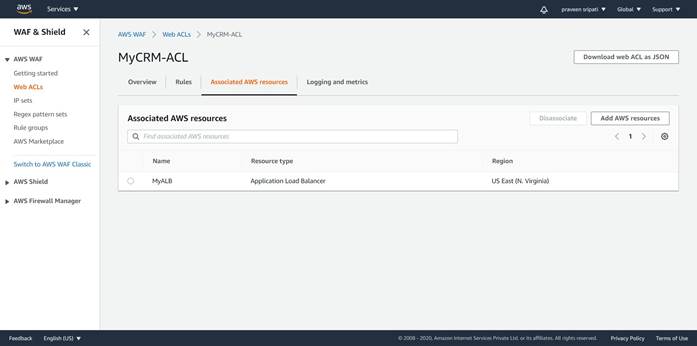 aws Services praveen sripati Global Support
WAF & Shield
AWS WAF
Getting started
Web ACLs
IP sets
Regex pattern sets
Rule groups
AWS Marketplace
Switch to AWS WAF Classic
AWS Shield
AWS Firewall Manager
AWS WAF Web ACLs MyCRM-ACL
MyCRM-ACL
Download web ACL as JSON
Overview Rules Associated AWS resources Logging and metrics
Associated AWS resources
Disassociate Add AWS resources
Find associated AWS resources
1
Name Resource type Region
MyALB Application Load Balancer US East (N. Virginia)
Feedback English (US) © 2008 - 2020, Amazon Internet Services Private Ltd. or its affiliates. All rights reserved. Privacy Policy Terms of Use